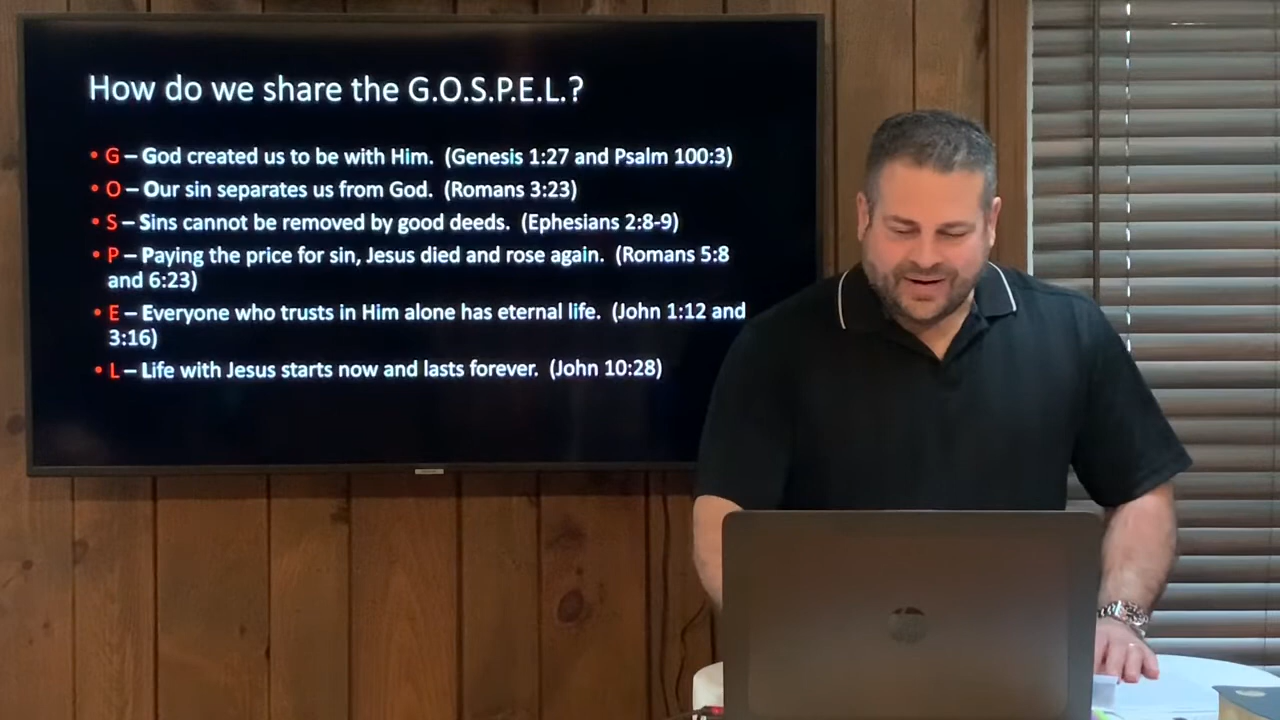 How do we share the G.O.S.P.E.L.?
• G – God created us to be with Him. (Genesis 1:27 and Psalm 100:3)
• O – Our sin separates us from God. (Romans 3:23)
• S – Sins cannot be removed by good deeds. (Ephesians 2:8-9)
• P – Paying the price for sin, Jesus died and rose again. (Romans 5:8
and 6:23)
• E – Everyone who trusts in Him alone has eternal life. (John 1:12 and
3:16)
• L – Life with Jesus starts now and lasts forever. (John 10:28)
hp